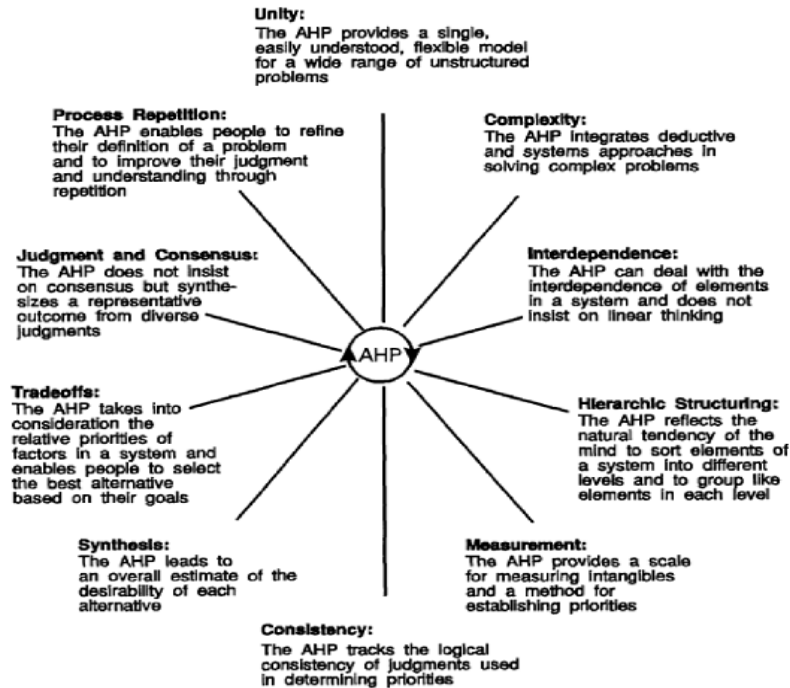 Unity:
The AHP provides a single,
easily understood, flexible model
for a wide range of unstructured
problems
Process Repetition:
The AHP enables people to refine
their definition of a problem
and to improve their judgment
and understanding through
repetition
Complexity:
The AHP integrates deductive
and systems approaches in
solving complex problems
Judgment and Consensus:
The AHP does not insist
on consensus but synthe-
sizes a representative
outcome from diverse
judgments
Interdependence:
The AHP can deal with the
interdependence of elements
in a system and does not
insist on linear thinking
AHP
Tradeoffs:
The AHP takes into
consideration the
relative priorities of
factors in a system and
enables people to select
the best alternative
based on their goals
Hierarchic Structuring:
The AHP reflects the
natural tendency of the
mind to sort elements of
a system into different
levels and to group like
elements in each level
Synthesis:
The AHP leads to
an overall estimate of the
desirability of each
alternative
Measurement:
The AHP provides a scale
for measuring intangibles
and a method for
establishing priorities
Consistency:
The AHP tracks the logical
consistency of judgments used
in determining priorities